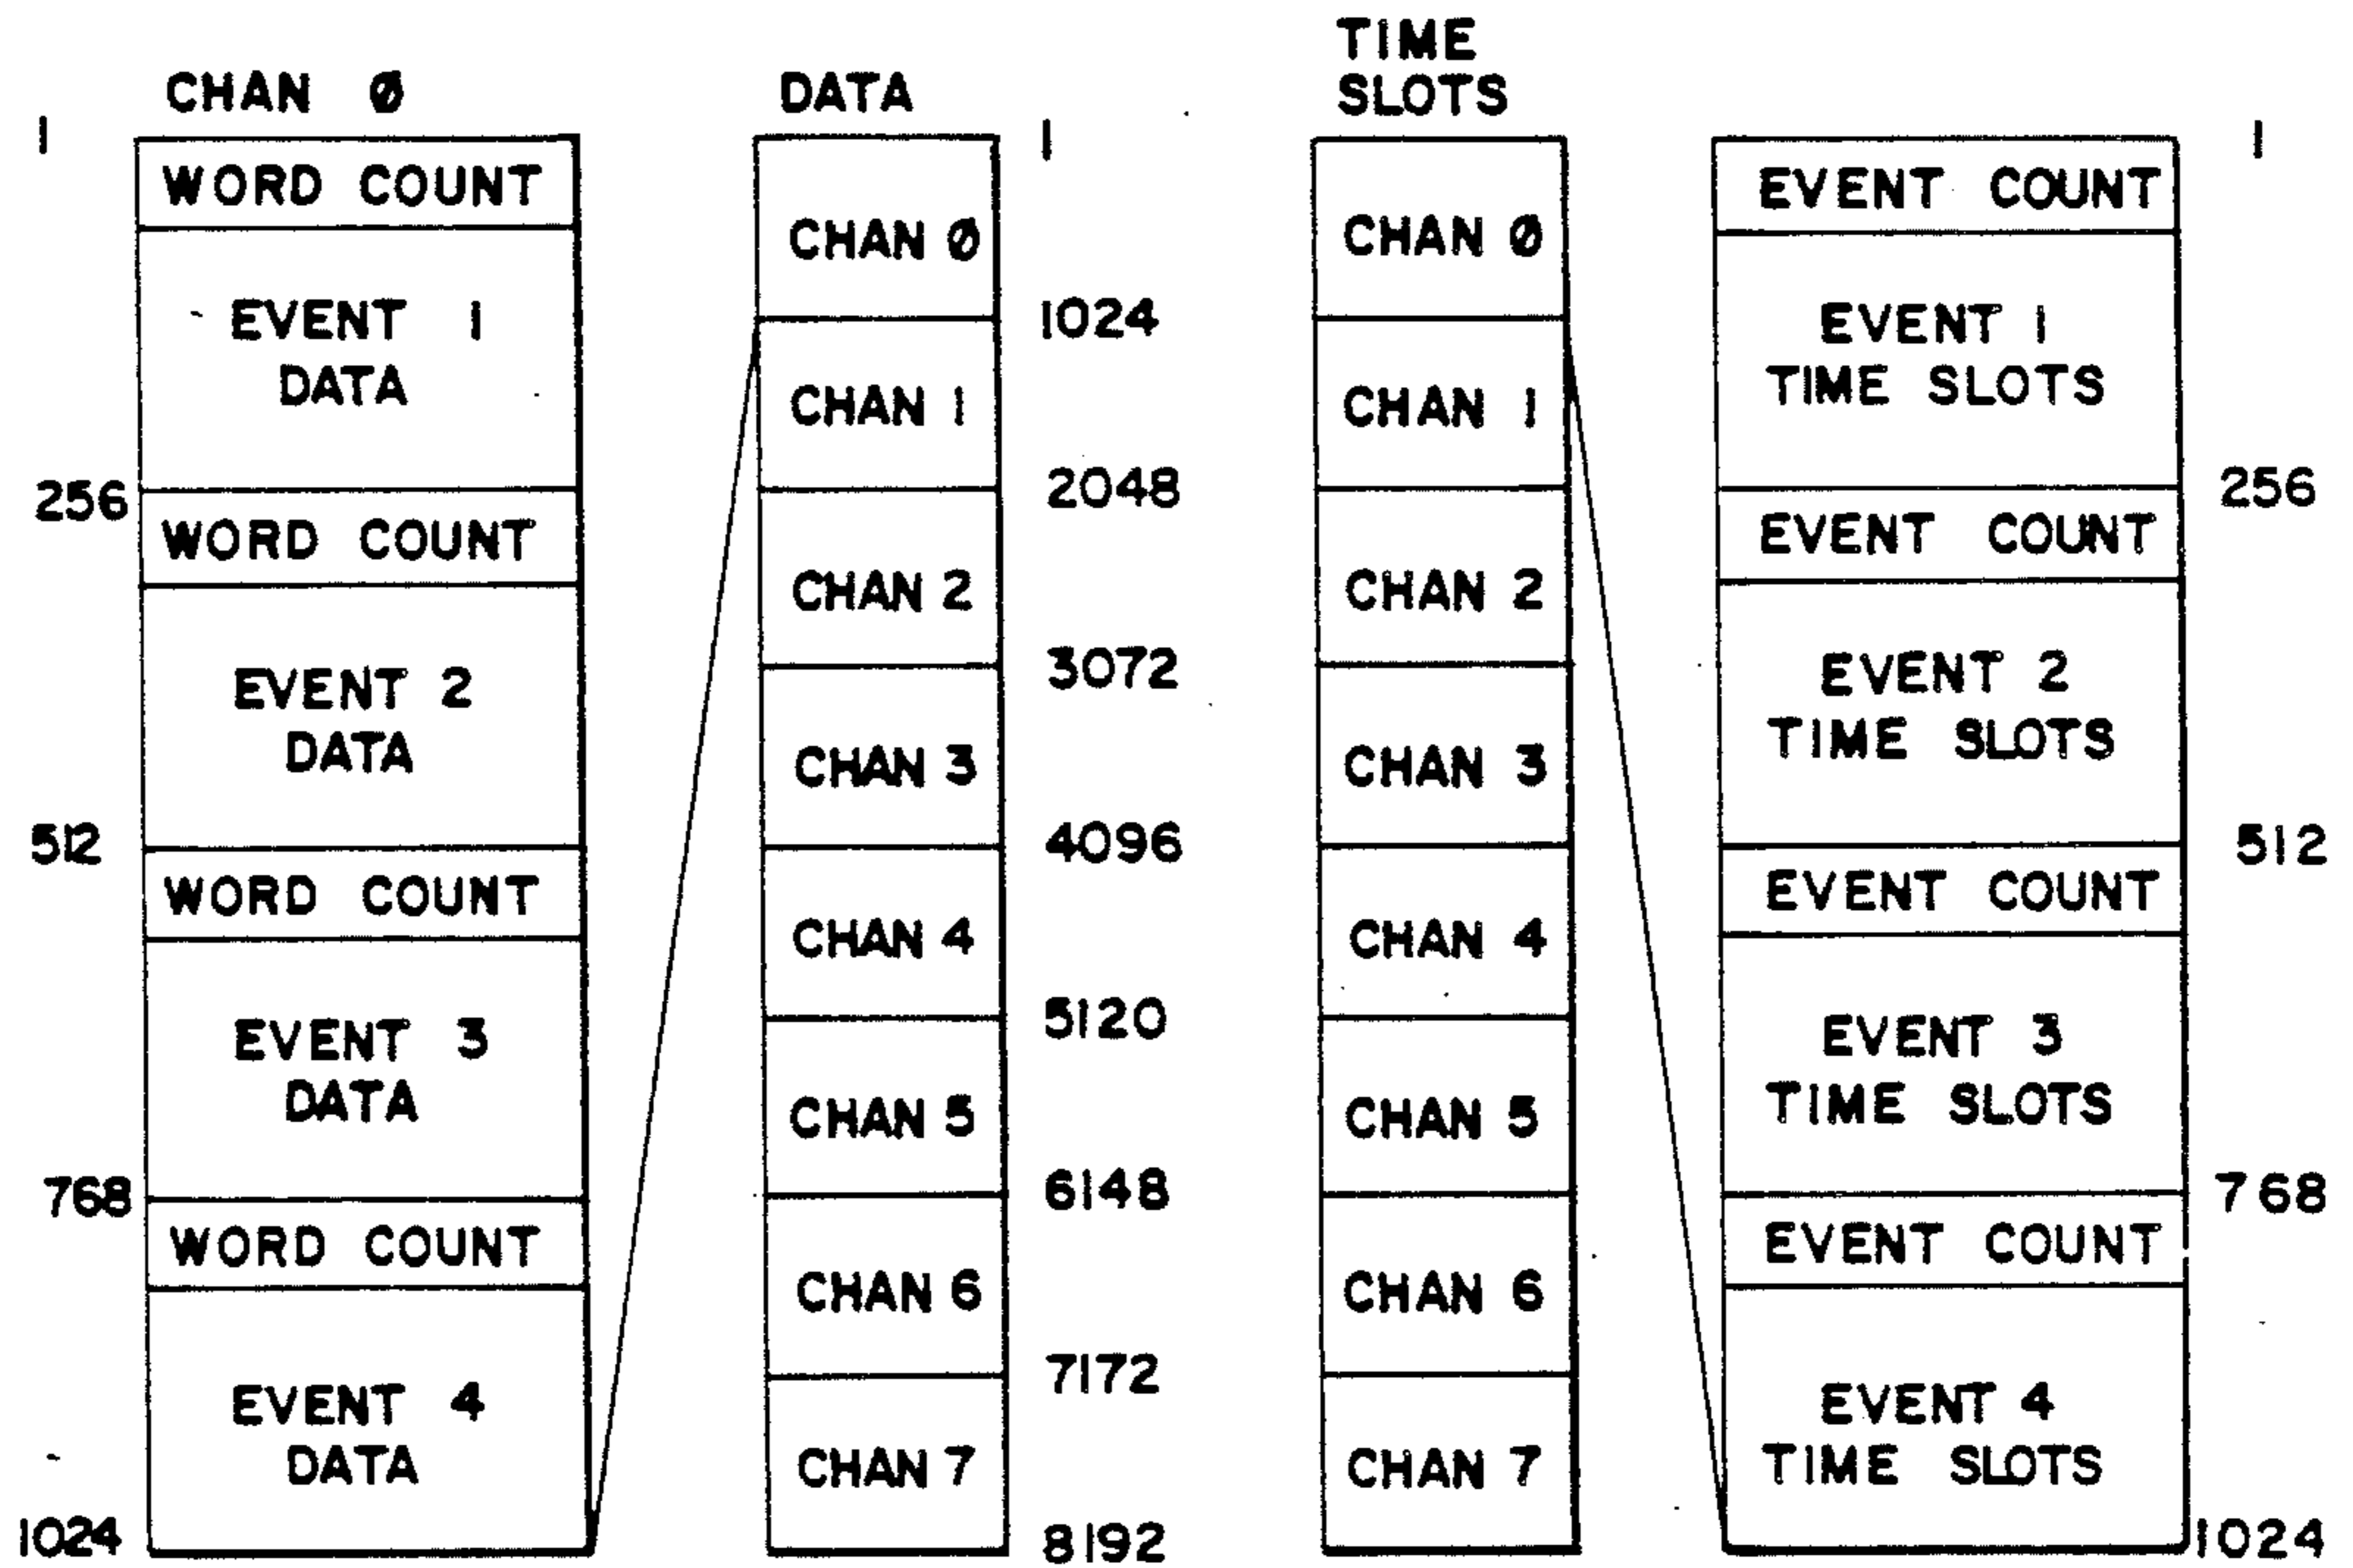 CHAN Ø
1
WORD COUNT
EVENT 1
DATA
256
WORD COUNT
EVENT 2
DATA
512
WORD COUNT
EVENT 3
DATA
768
WORD COUNT
EVENT 4
DATA
1024
DATA
1
CHAN Ø
1024
CHAN 1
2048
CHAN 2
3072
CHAN 3
4096
CHAN 4
5120
CHAN 5
6148
CHAN 6
7172
CHAN 7
8192
TIME
SLOTS
CHAN Ø
CHAN 1
CHAN 2
CHAN 3
CHAN 4
CHAN 5
CHAN 6
CHAN 7
1
EVENT COUNT
EVENT 1
TIME SLOTS
256
EVENT COUNT
EVENT 2
TIME SLOTS
512
EVENT COUNT
EVENT 3
TIME SLOTS
768
EVENT COUNT
EVENT 4
TIME SLOTS
1024